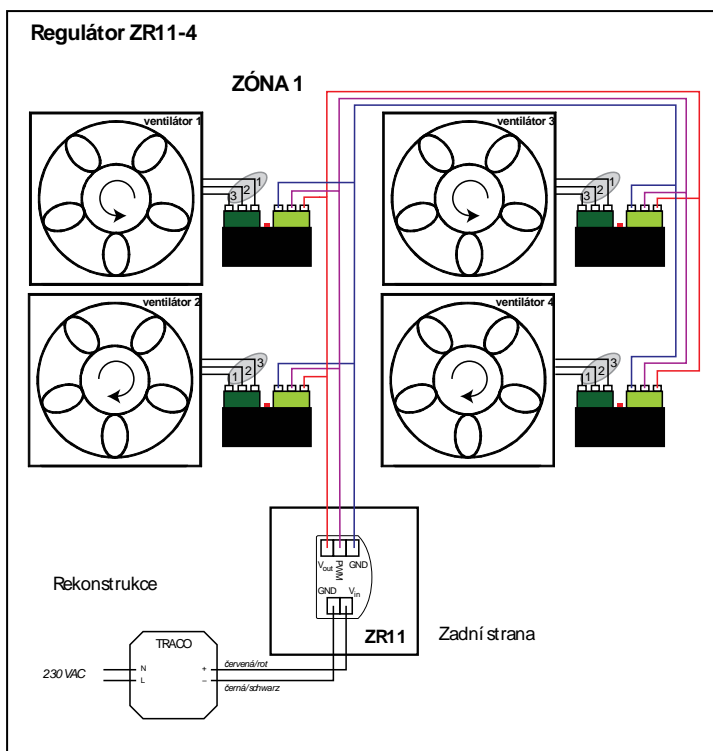 Regulátor ZR11-4
ZÓNA 1
ventilátor 1
3 2 1
ventilátor 3
3 2 1
ventilátor 2
1 2 3
ventilátor 4
1 2 3
Vout PWM GND
GND Vin
ZR11
Rekonstrukce
Zadní strana
TRACO
230 VAC
N +
L –
červená/rot
černá/schwarz